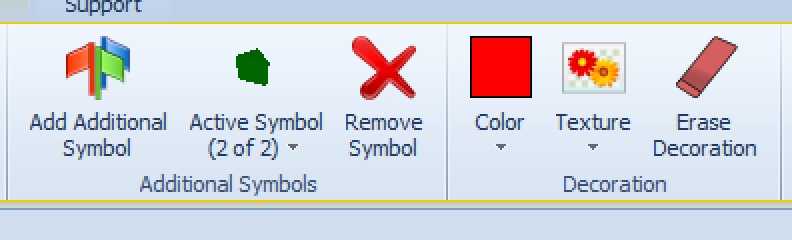 Support
Add Additional
Symbol
Active Symbol
(2 of 2)
Remove
Symbol
Additional Symbols
Color
Texture
Erase
Decoration
Decoration